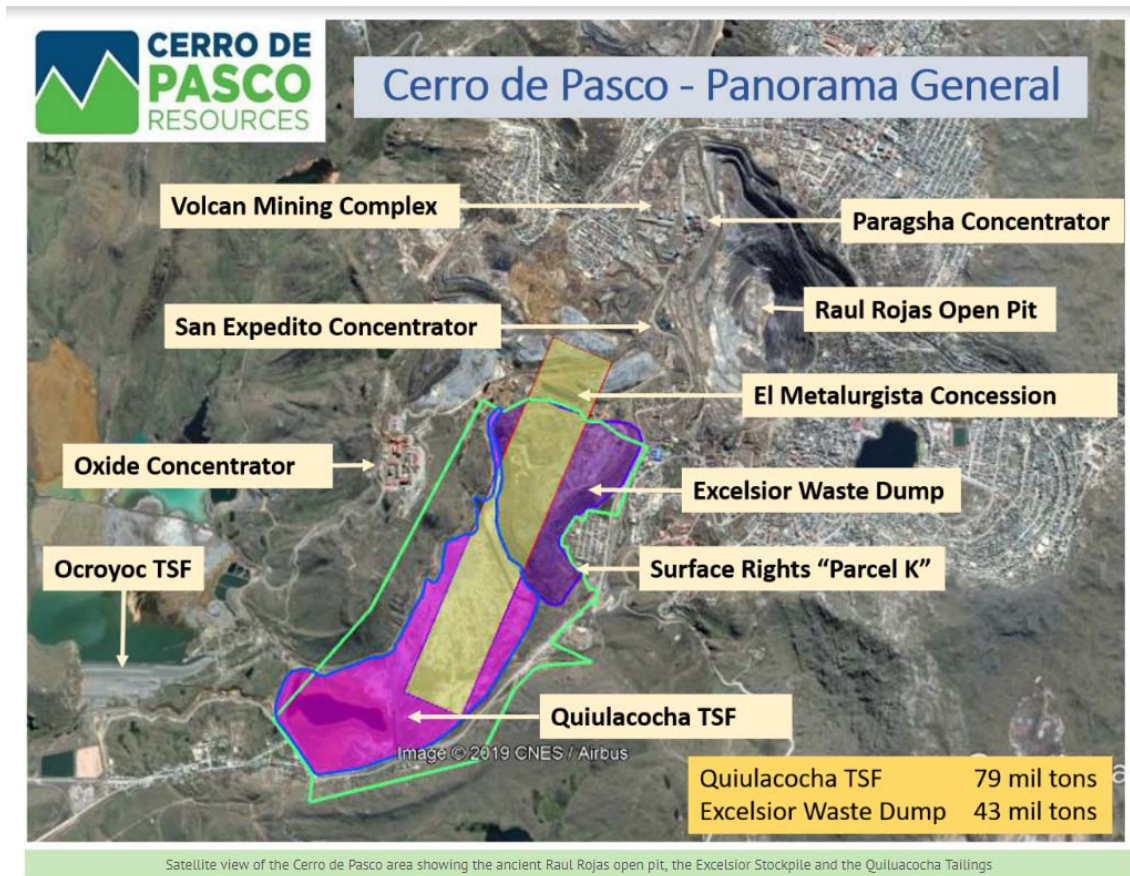 CERRO DE
PASCO
RESOURCES
Cerro de Pasco - Panorama General
Volcan Mining Complex
Paragsha Concentrator
San Expedito Concentrator
Raul Rojas Open Pit
El Metalurgista Concession
Oxide Concentrator
Excelsior Waste Dump
Ocroyoc TSF
Surface Rights “Parcel K”
Quiulacocha TSF
Image © 2019 CNES / Airbus
Quiulacocha TSF 79 mil tons
Excelsior Waste Dump 43 mil tons
Satellite view of the Cerro de Pasco area showing the ancient Raul Rojas open pit, the Excelsior Stockpile and the Quiluacocha Tailings